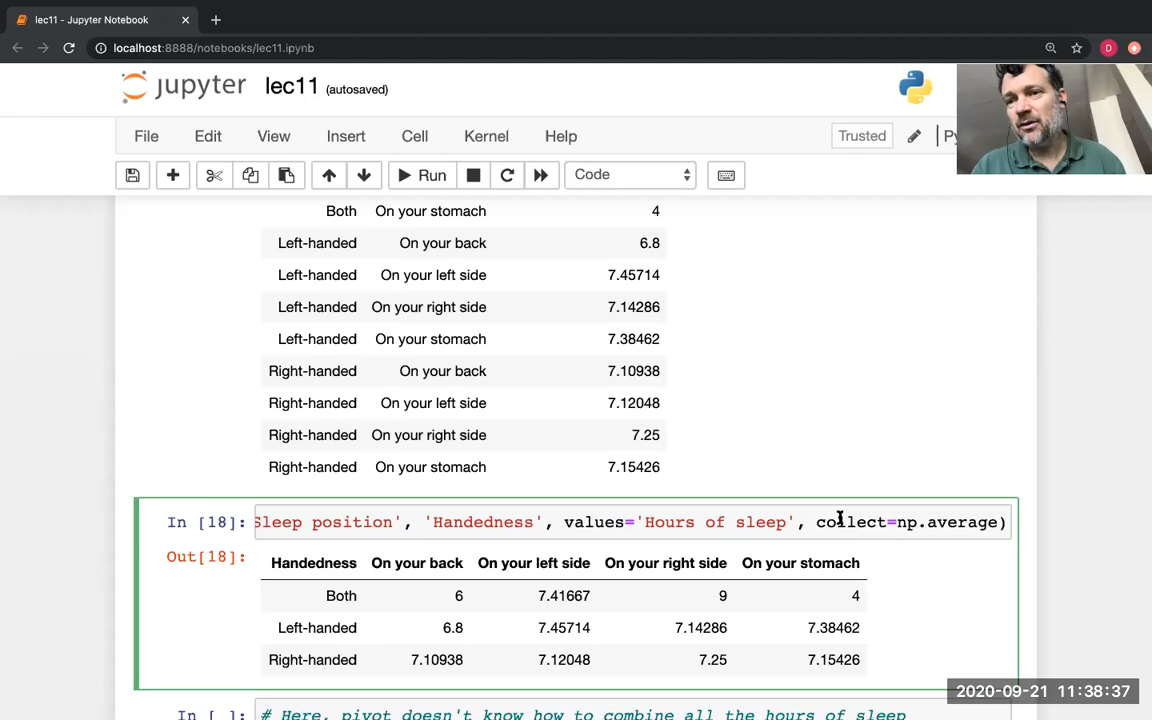 lec11 - Jupyter Notebook
localhost:8888/notebooks/lec11.ipynb
D
jupyter lec11 (autosaved)
File Edit View Insert Cell Kernel Help Trusted Py
Run Code
Both On your stomach 4
Left-handed On your back 6.8
Left-handed On your left side 7.45714
Left-handed On your right side 7.14286
Left-handed On your stomach 7.38462
Right-handed On your back 7.10938
Right-handed On your left side 7.12048
Right-handed On your right side 7.25
Right-handed On your stomach 7.15426
In [18]: Sleep position', 'Handedness', values='Hours of sleep', collect=np.average)
Out[18]:
Handedness On your back On your left side On your right side On your stomach
Both 6 7.41667 9 4
Left-handed 6.8 7.45714 7.14286 7.38462
Right-handed 7.10938 7.12048 7.25 7.15426
2020-09-21 11:38:37
In [ ]: # Here, pivot doesn't know how to combine all the hours of sleep